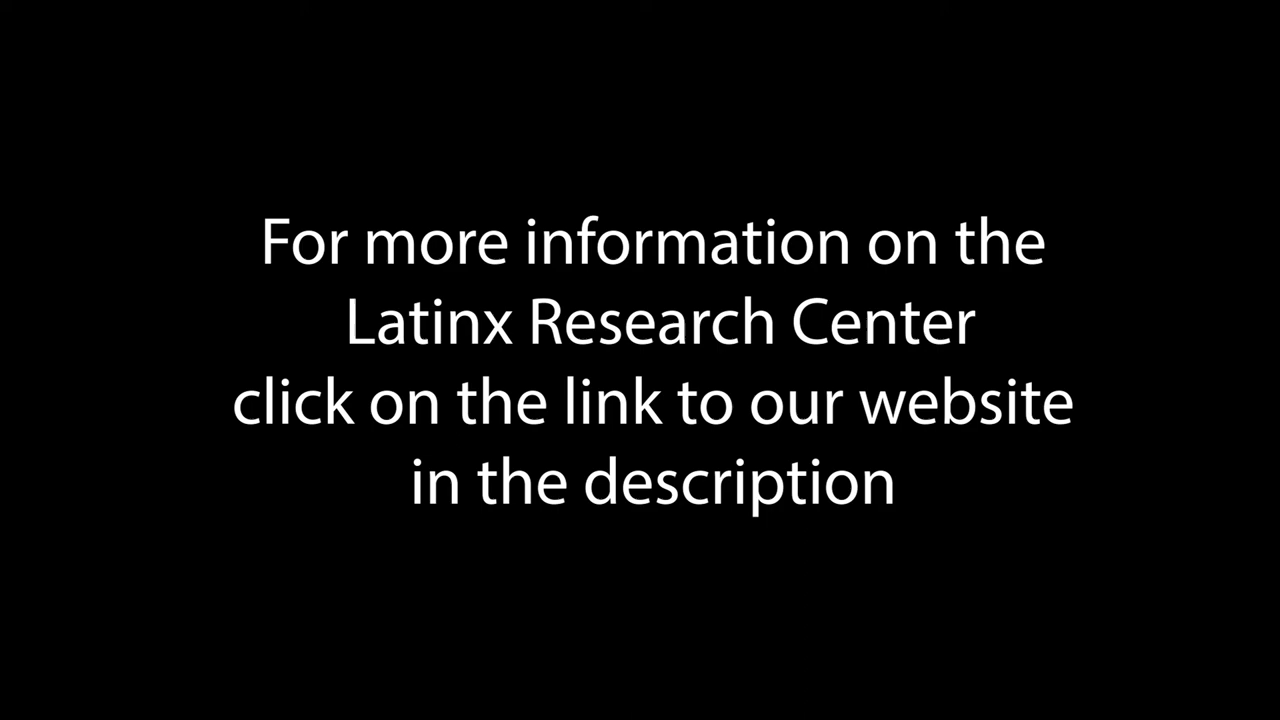 For more information on the
Latinx Research Center
click on the link to our website
in the description